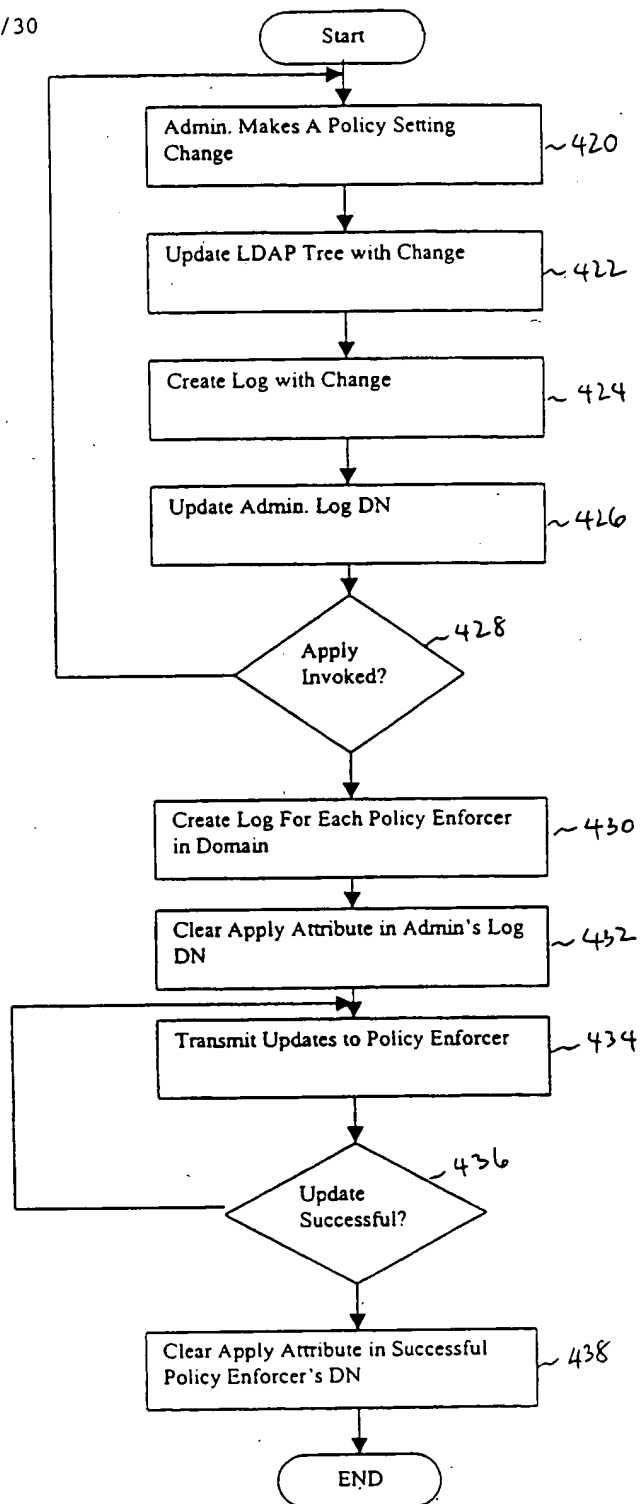 /30
Start
Admin. Makes A Policy Setting
Change
~420
Update LDAP Tree with Change
~422
Create Log with Change
~424
Update Admin. Log DN
~426
428
Apply
Invoked?
Create Log For Each Policy Enforcer
in Domain
~430
Clear Apply Attribute in Admin's Log
DN
~432
Transmit Updates to Policy Enforcer
~434
~436
Update
Successful?
Clear Apply Attribute in Successful
Policy Enforcer's DN
~438
END